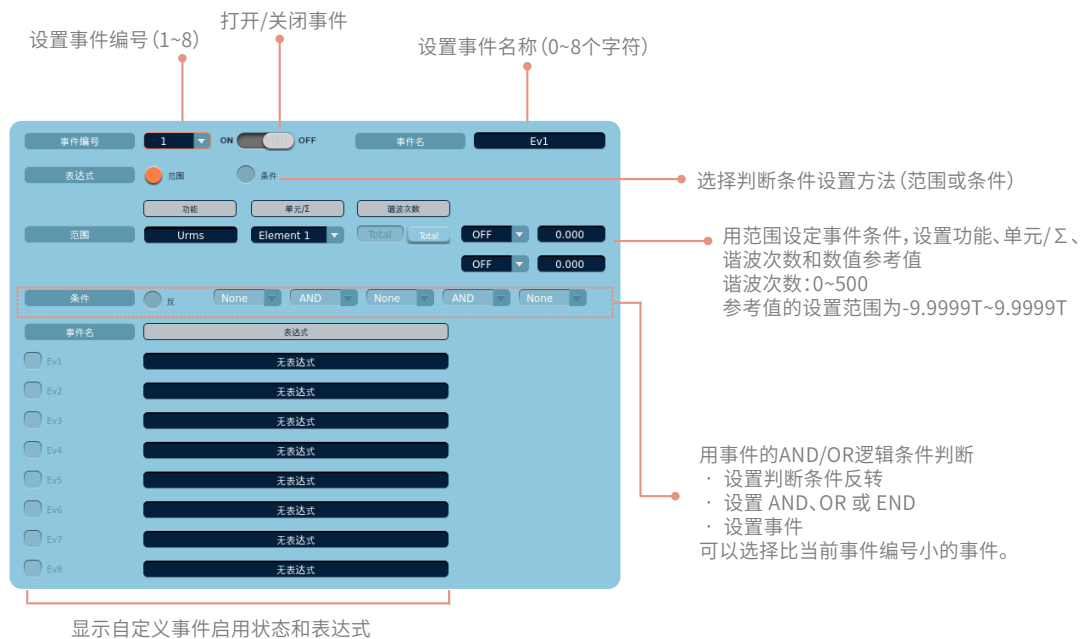 打开/关闭事件
设置事件编号(1~8)
设置事件名称(0~8个字符)
事件编号 1 ON OFF 事件名 Ev1
表达式 范围 条件
选择判断条件设置方法(范围或条件)
功能 单元/Σ 谐波次数
范围 Urms Element 1 Total Total OFF 0.000
OFF 0.000
用范围设定事件条件,设置功能、单元/Σ、
谐波次数和数值参考值
谐波次数:0~500
参考值的设置范围为-9.9999T~9.9999T
条件 反 None AND None AND None
事件名 表达式
Ev1 无表达式
Ev2 无表达式
Ev3 无表达式
Ev4 无表达式
Ev5 无表达式
Ev6 无表达式
Ev7 无表达式
Ev8 无表达式
用事件的AND/OR逻辑条件判断
· 设置判断条件反转
· 设置 AND、OR 或 END
· 设置事件
可以选择比当前事件编号小的事件。
显示自定义事件启用状态和表达式